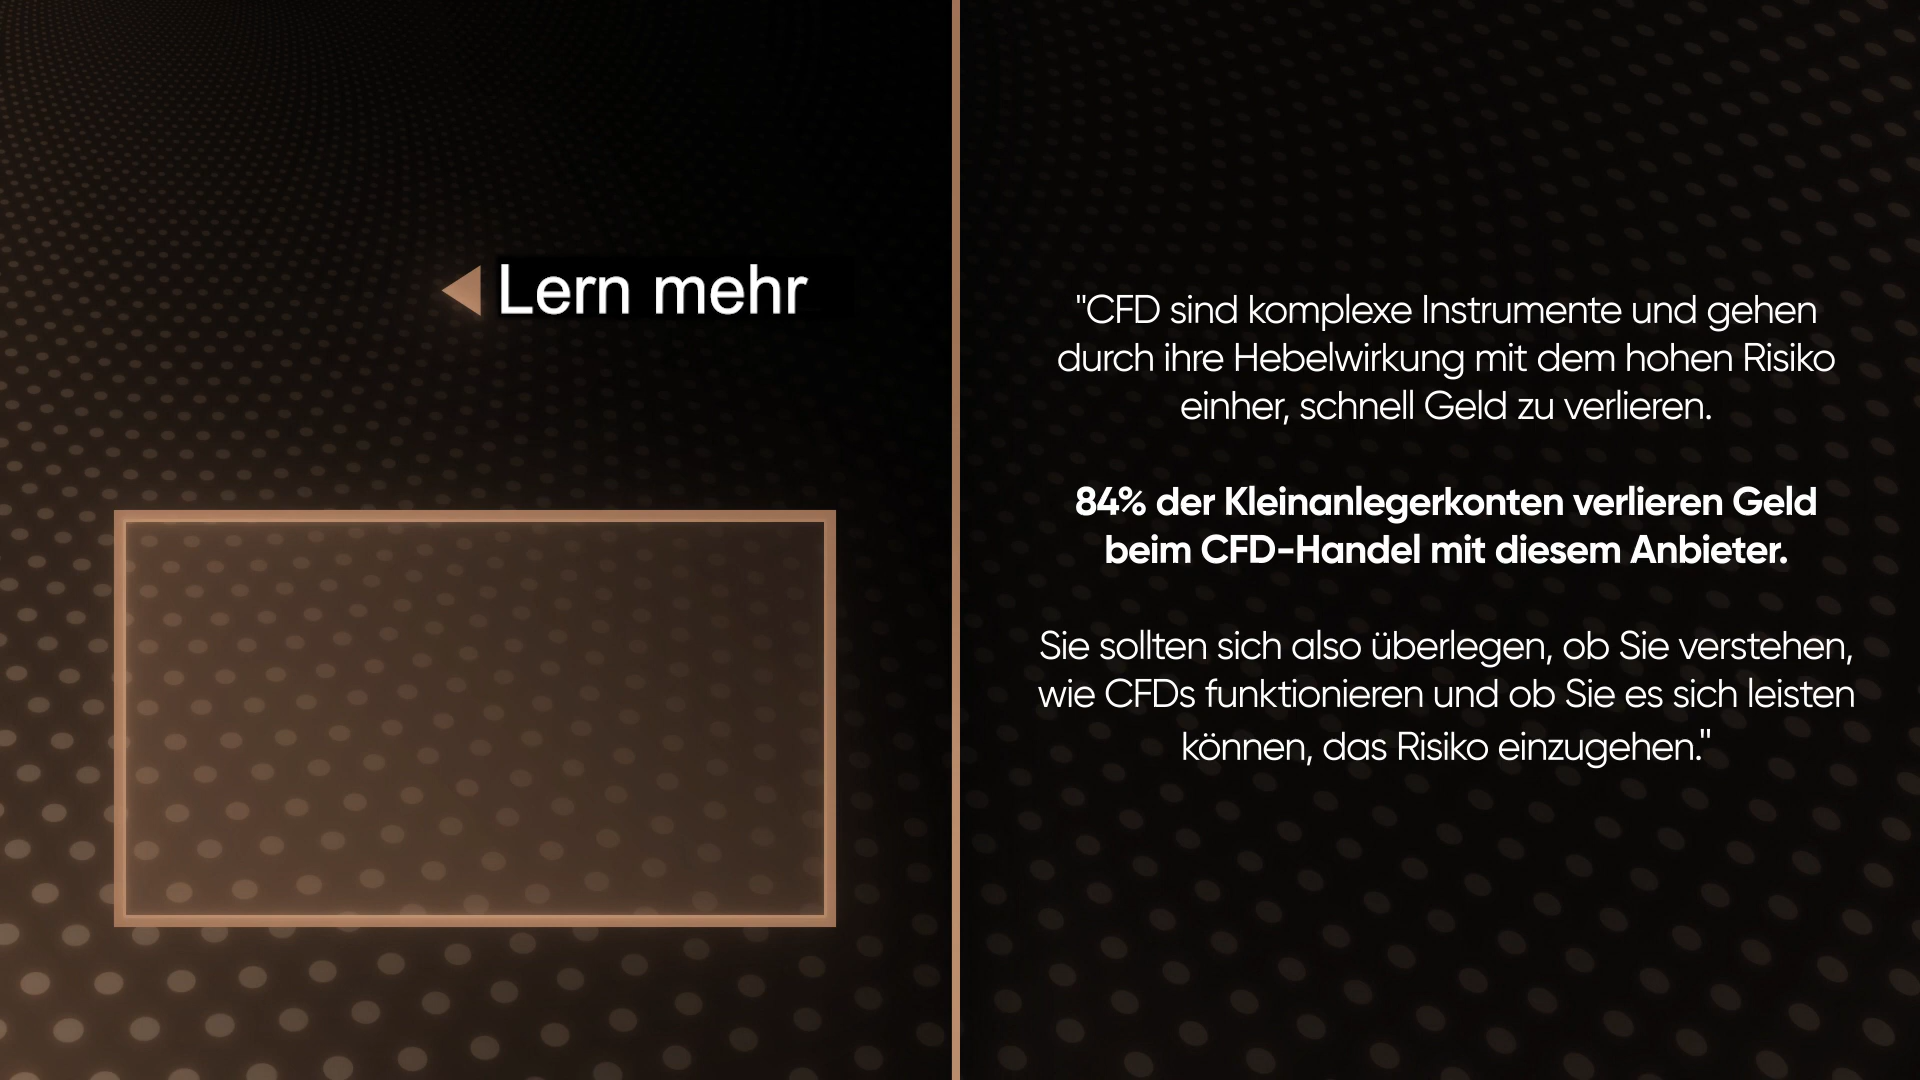 Lern mehr
"CFD sind komplexe Instrumente und gehen
durch ihre Hebelwirkung mit dem hohen Risiko
einher, schnell Geld zu verlieren.
84% der Kleinanlegerkonten verlieren Geld
beim CFD-Handel mit diesem Anbieter.
Sie sollten sich also überlegen, ob Sie verstehen,
wie CFDs funktionieren und ob Sie es sich leisten
können, das Risiko einzugehen."